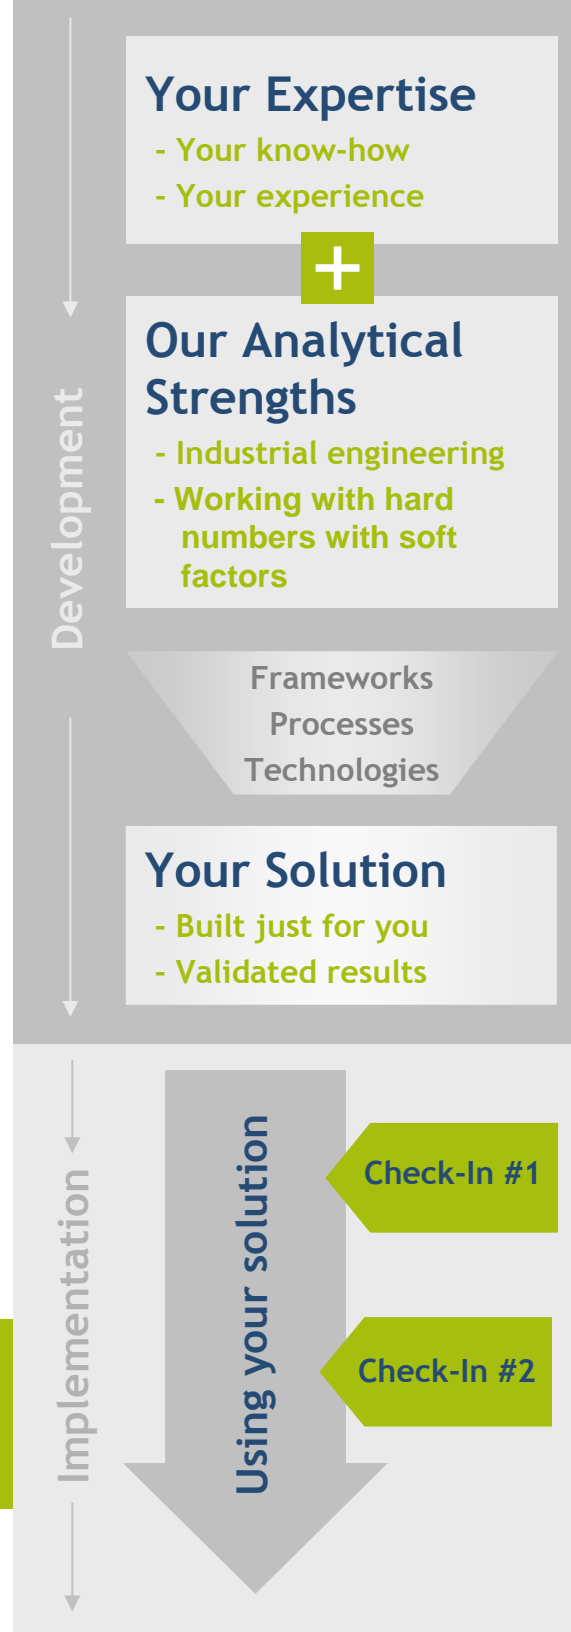 Development
Your Expertise
- Your know-how
- Your experience
+
Our Analytical
Strengths
- Industrial engineering
- Working with hard
numbers with soft
factors
Frameworks
Processes
Technologies
Your Solution
- Built just for you
- Validated results
Implementation
Using your solution
Check-In #1
Check-In #2